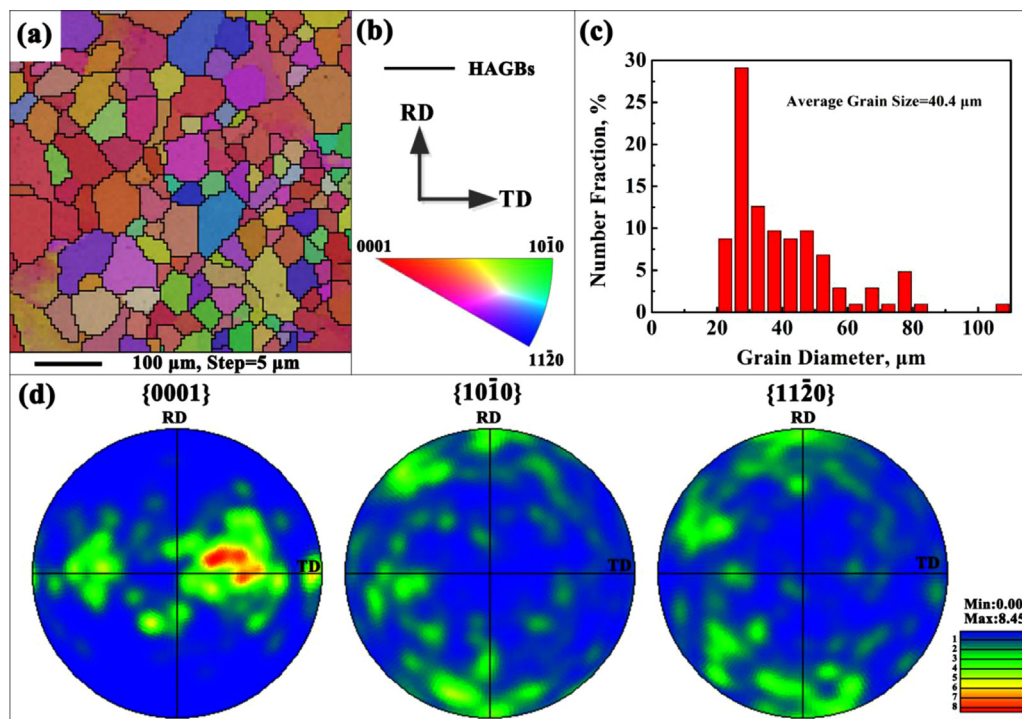 (a)
100 μm, Step=5 μm
(b)
HAGBs
RD
TD
0001
101̄0
112̄0
(c)
30
25
20
15
10
5
0
Number Fraction, %
Average Grain Size=40.4 μm
0 20 40 60 80 100
Grain Diameter, μm
(d)
{0001}
RD
TD
{101̄0}
RD
TD
{112̄0}
RD
TD
Min:0.00
Max:8.45
1
2
3
4
5
6
7
8